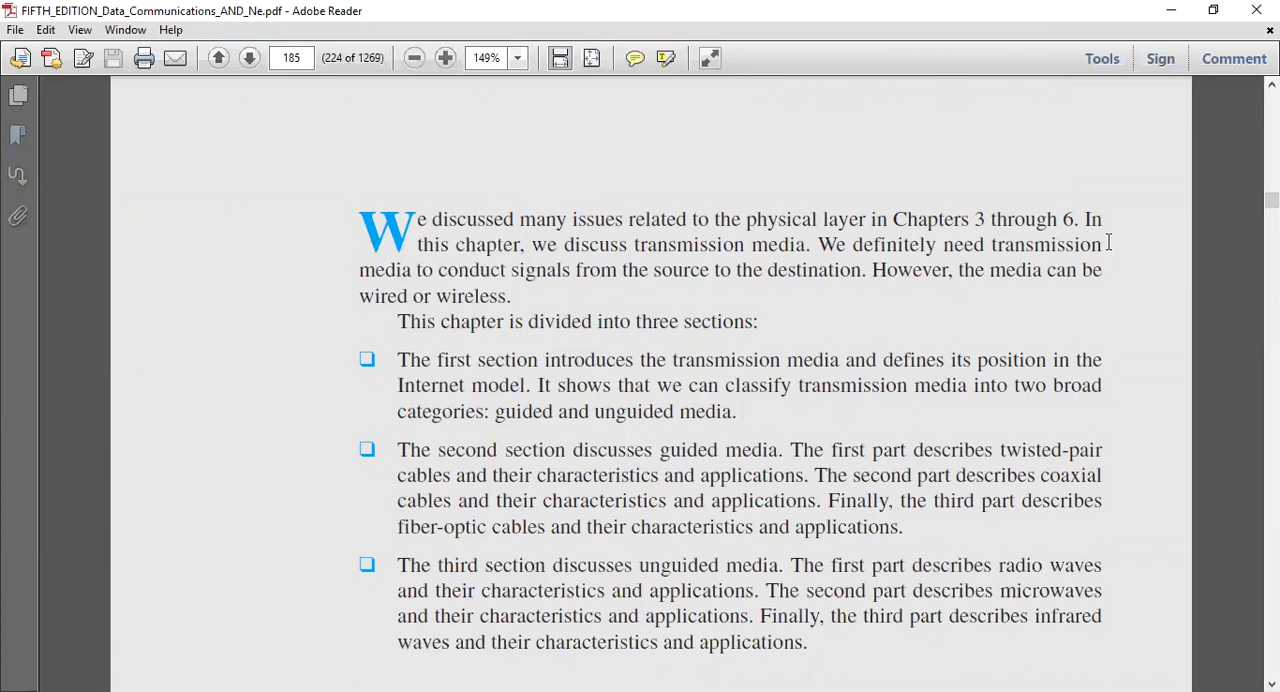 FIFTH_EDITION_Data_Communications_AND_Ne.pdf - Adobe Reader
File Edit View Window Help
185 (224 of 1269) 149% Tools Sign Comment
We discussed many issues related to the physical layer in Chapters 3 through 6. In
this chapter, we discuss transmission media. We definitely need transmission
media to conduct signals from the source to the destination. However, the media can be
wired or wireless.
This chapter is divided into three sections:
❑ The first section introduces the transmission media and defines its position in the
Internet model. It shows that we can classify transmission media into two broad
categories: guided and unguided media.
❑ The second section discusses guided media. The first part describes twisted-pair
cables and their characteristics and applications. The second part describes coaxial
cables and their characteristics and applications. Finally, the third part describes
fiber-optic cables and their characteristics and applications.
❑ The third section discusses unguided media. The first part describes radio waves
and their characteristics and applications. The second part describes microwaves
and their characteristics and applications. Finally, the third part describes infrared
waves and their characteristics and applications.